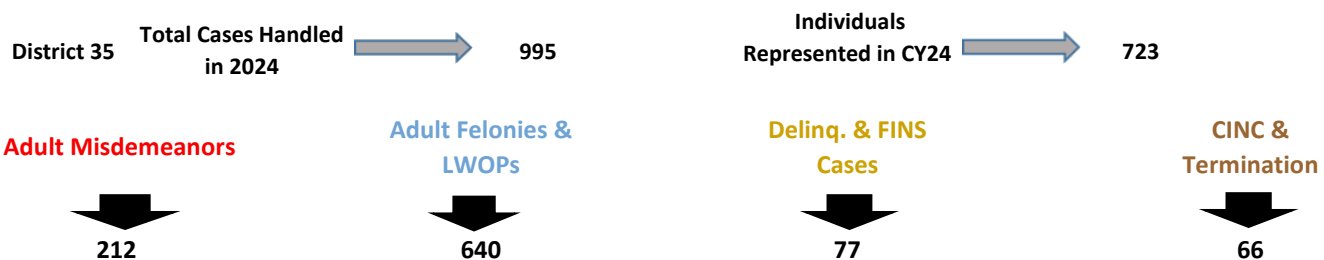 District 35
Total Cases Handled
in 2024
995
Individuals
Represented in CY24
723
Adult Misdemeanors
Adult Felonies &
LWOPs
Delinq. & FINS
Cases
CINC &
Termination
212
640
77
66